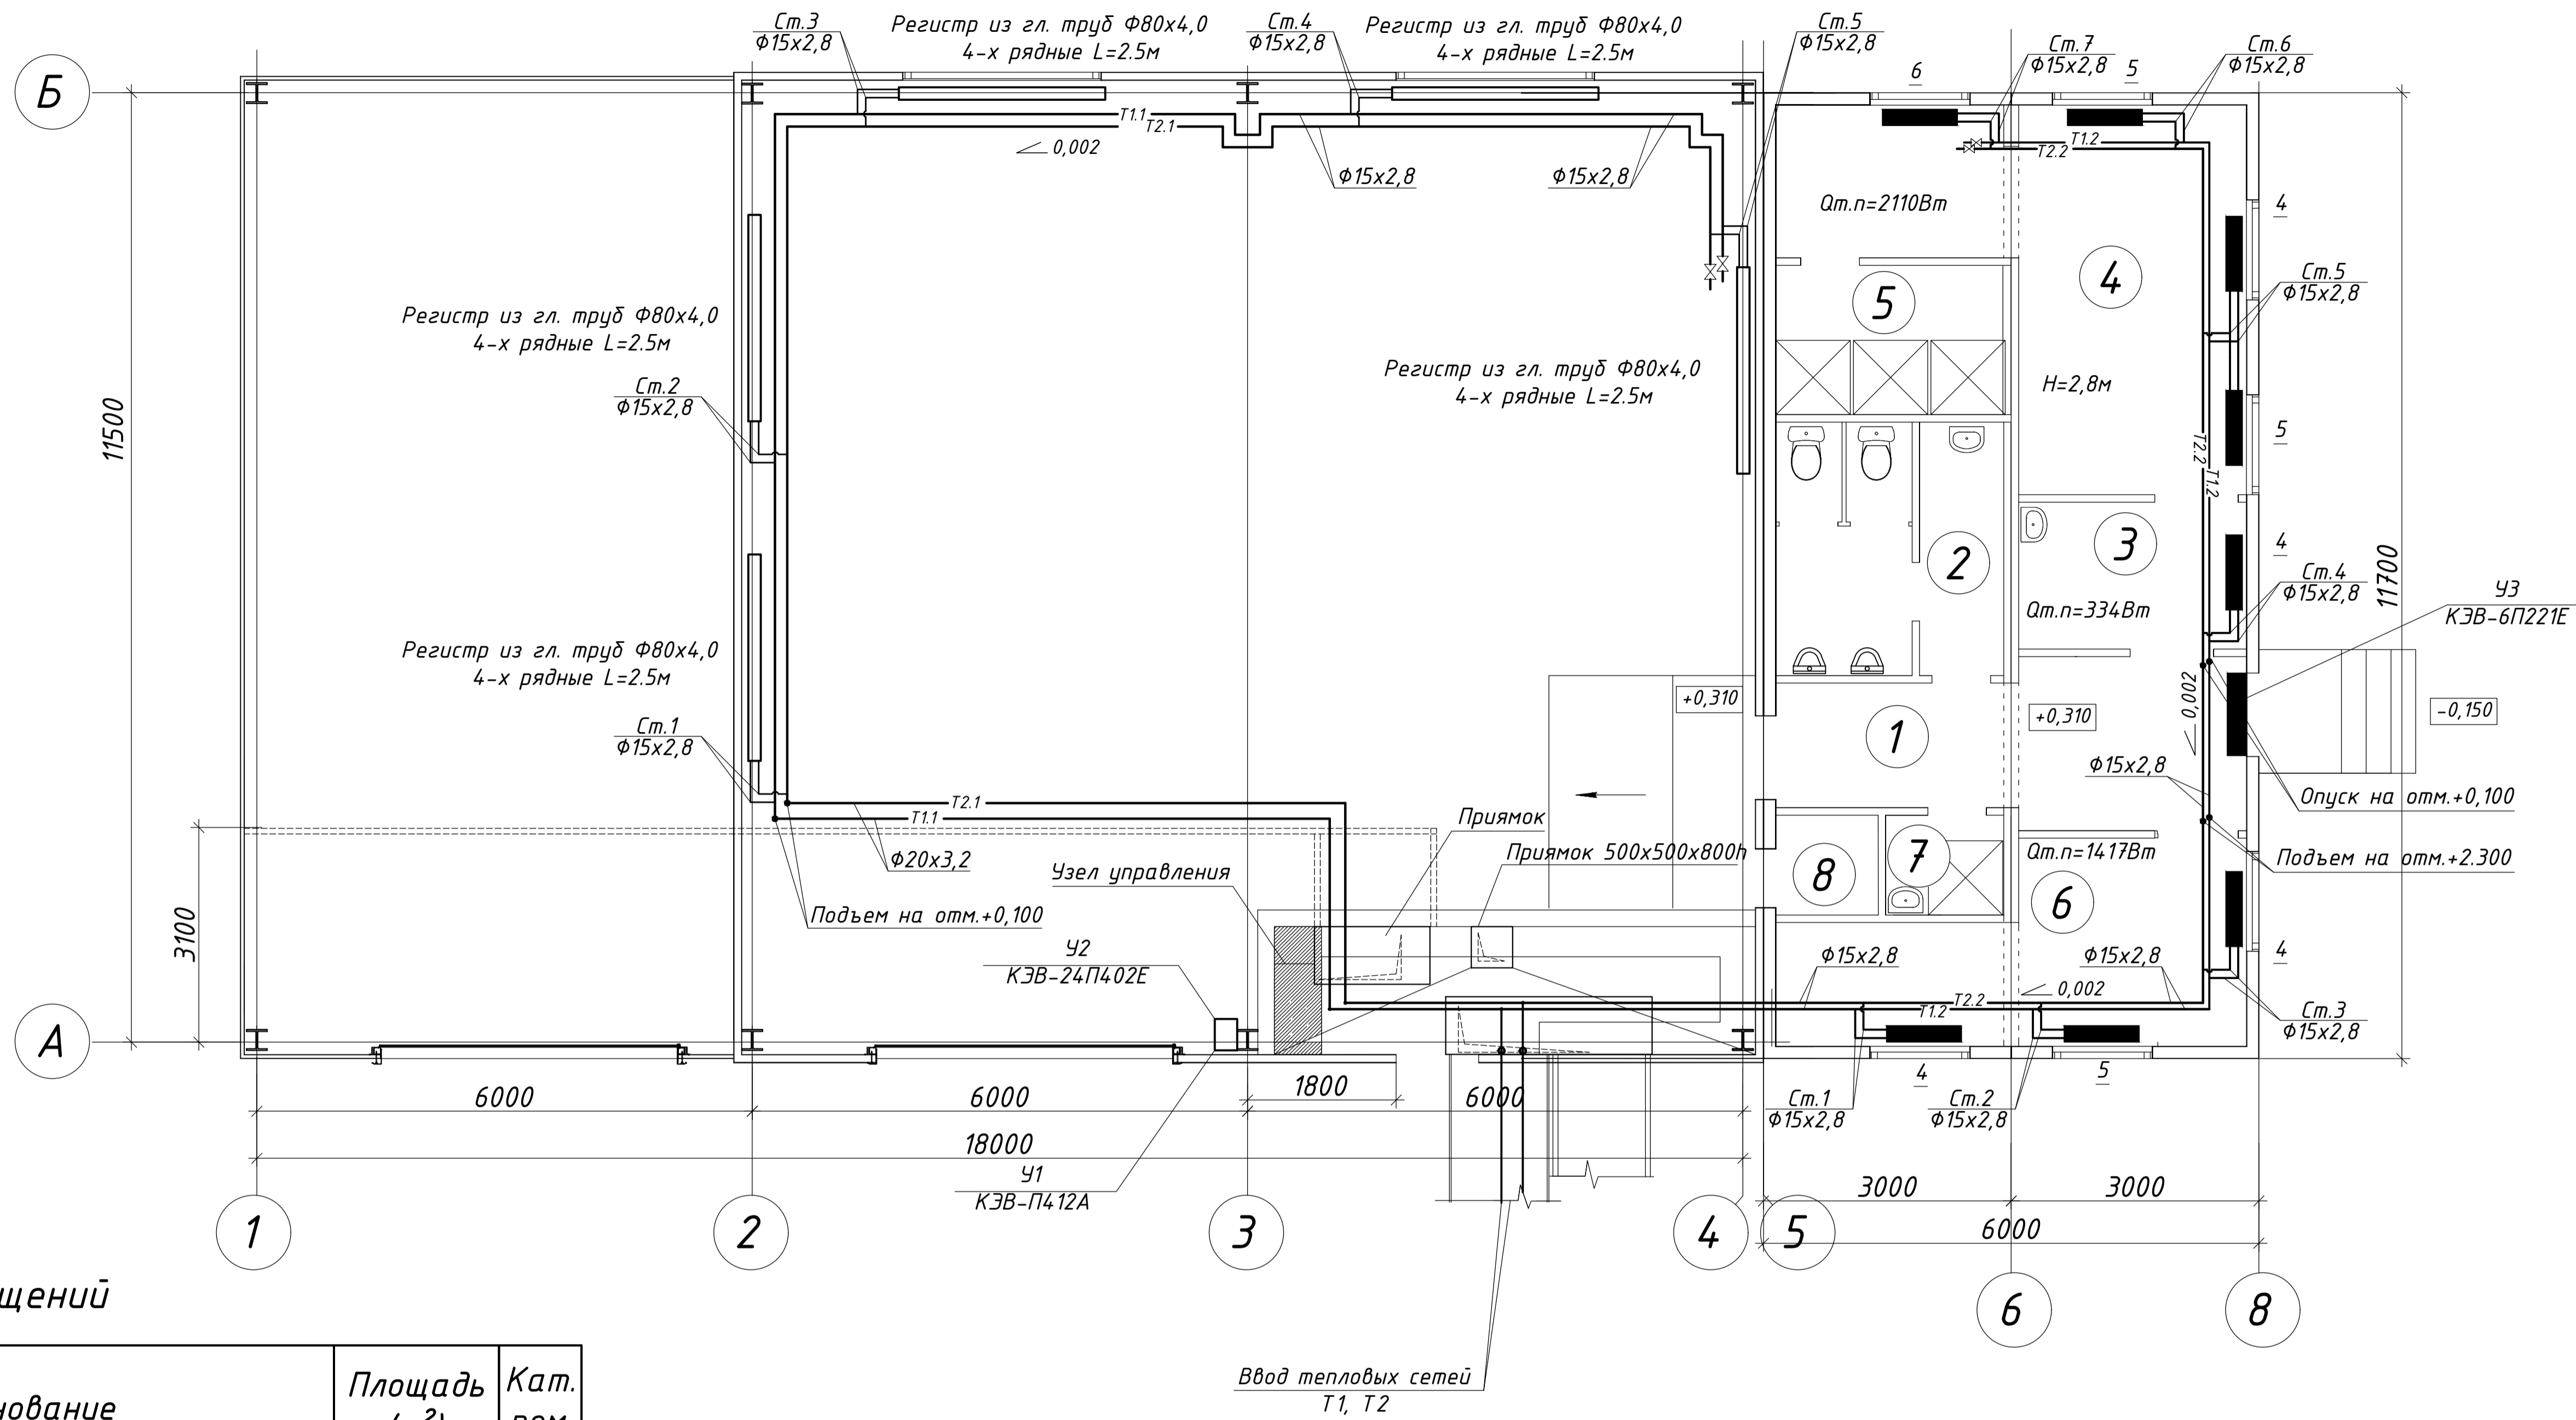 Ст.3
Ф15х2,8
Регистр из гл. труб Ф80х4,0
4-х рядные L=2.5м
Ст.4
Ф15х2,8
Регистр из гл. труб Ф80х4,0
4-х рядные L=2.5м
Ст.5
Ф15х2,8
Ст.7
Ф15х2,8
Ст.6
Ф15х2,8
6
5
Б
Т1.1
Т2.1
0,002
Ф15х2,8
Ф15х2,8
Т1.2
Т2.2
Qт.п=2110Вт
4
4
5
Ст.5
Ф15х2,8
Регистр из гл. труб Ф80х4,0
4-х рядные L=2.5м
Регистр из гл. труб Ф80х4,0
4-х рядные L=2.5м
Н=2,8м
Ст.2
Ф15х2,8
11500
5
Т2.2
Т1.2
2
3
4
Ст.4
Ф15х2,8
11700
У3
КЭВ-6П221Е
Qт.п=334Вт
Регистр из гл. труб Ф80х4,0
4-х рядные L=2.5м
+0,310
+0,310
0,002
-0,150
Ст.1
Ф15х2,8
1
Ф15х2,8
Опуск на отм.+0,100
Т2.1
Т1.1
Приямок
Ф20х3,2
Узел управления
Приямок 500х500х800h
8
7
Qт.п=1417Вт
Подъем на отм.+2.300
6
3100
Подъем на отм.+0,100
У2
КЭВ-24П402Е
Ф15х2,8
Ф15х2,8
4
0,002
Т2.2
Т1.2
Ст.3
Ф15х2,8
А
4
5
6000
6000
1800
6000
Ст.1
Ф15х2,8
Ст.2
Ф15х2,8
18000
У1
КЭВ-П412А
3000
3000
6000
1
2
3
4
5
6
8
щений
Ввод тепловых сетей
Т1, Т2
Площадь
Кат.
нование